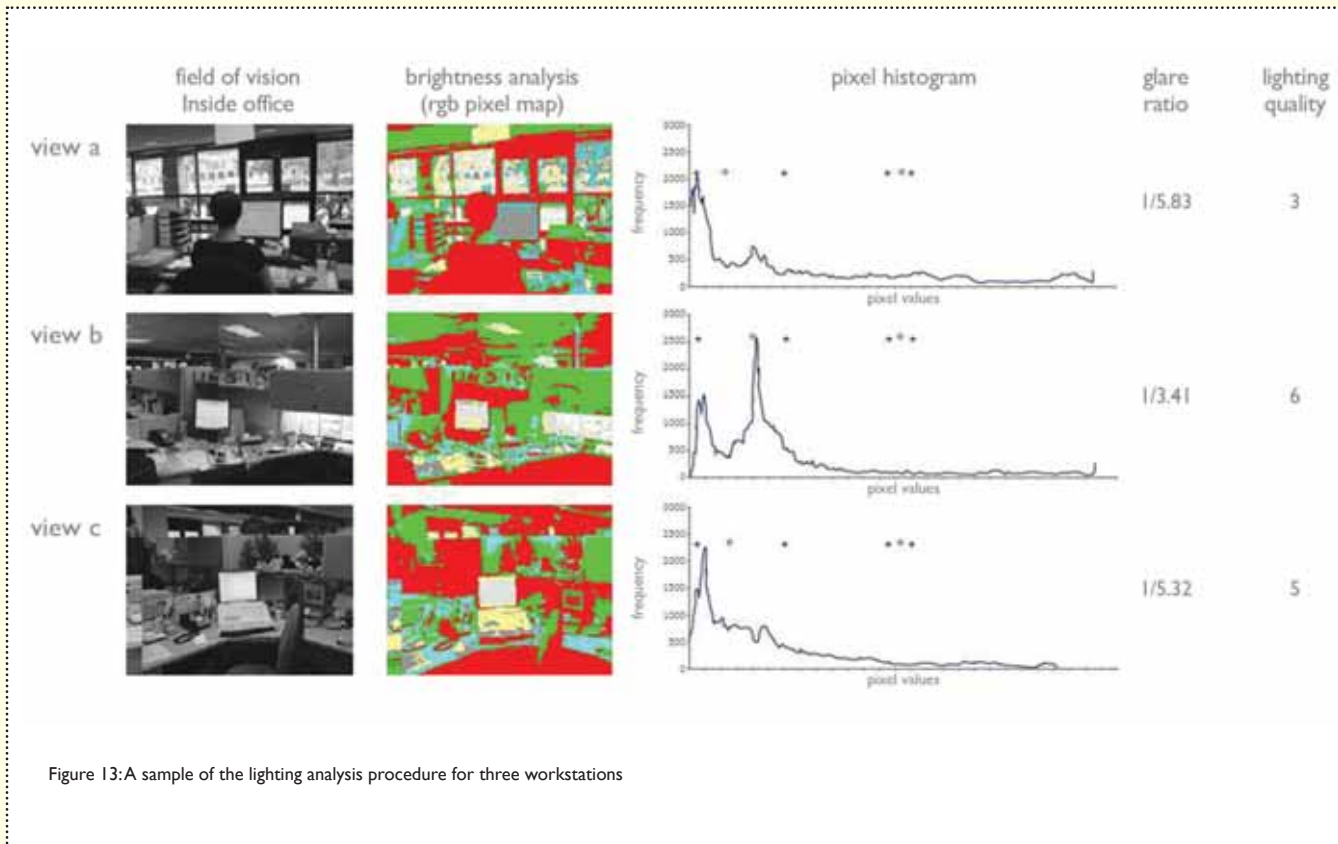 field of vision
Inside office
brightness analysis
(rgb pixel map)
pixel histogram
glare
ratio
lighting
quality
view a
frequency
3000
2500
2000
1500
1000
500
0
pixel values
1/5.83
3
view b
frequency
3000
2500
2000
1500
1000
500
0
pixel values
1/3.41
6
view c
frequency
3000
2500
2000
1500
1000
500
0
pixel values
1/5.32
5
Figure 13: A sample of the lighting analysis procedure for three workstations